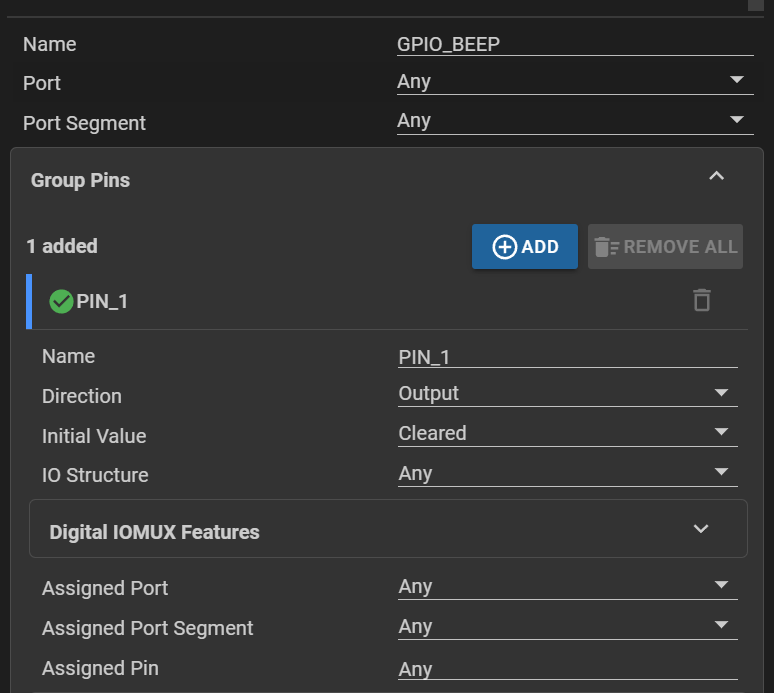 Name GPIO_BEEP
Port Any
Port Segment Any
Group Pins
1 added ADD REMOVE ALL
PIN_1
Name PIN_1
Direction Output
Initial Value Cleared
IO Structure Any
Digital IOMUX Features
Assigned Port Any
Assigned Port Segment Any
Assigned Pin Any